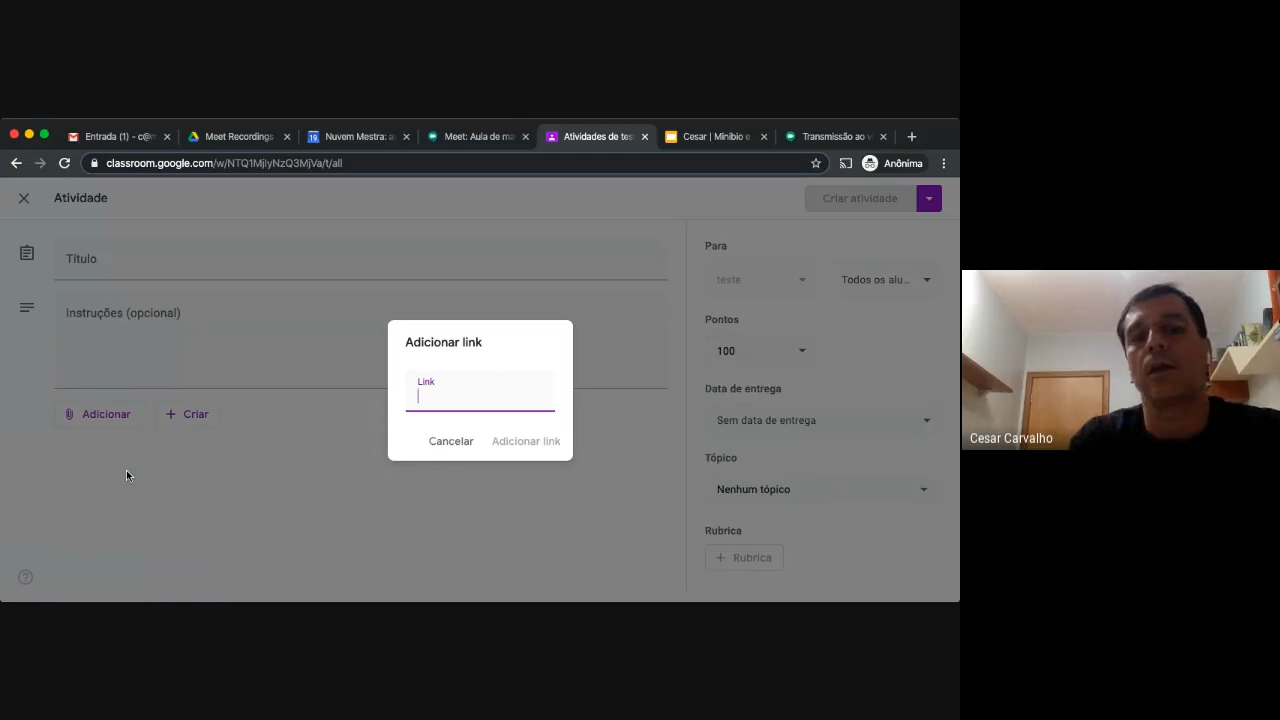 Entrada (1) - c@
Meet Recordings
19
Nuvem Mestra: a
Meet: Aula de ma
Atividades de tes
Cesar | Minibio e
Transmissão ao v
classroom.google.com/w/NTQ1MjIyNzQ3MjVa/t/all
Anônima
Atividade
Criar atividade
Título
Instruções (opcional)
Adicionar
Criar
Adicionar link
Link
Cancelar
Adicionar link
Para
teste
Todos os alu...
Pontos
100
Data de entrega
Sem data de entrega
Tópico
Nenhum tópico
Rubrica
+ Rubrica
Cesar Carvalho